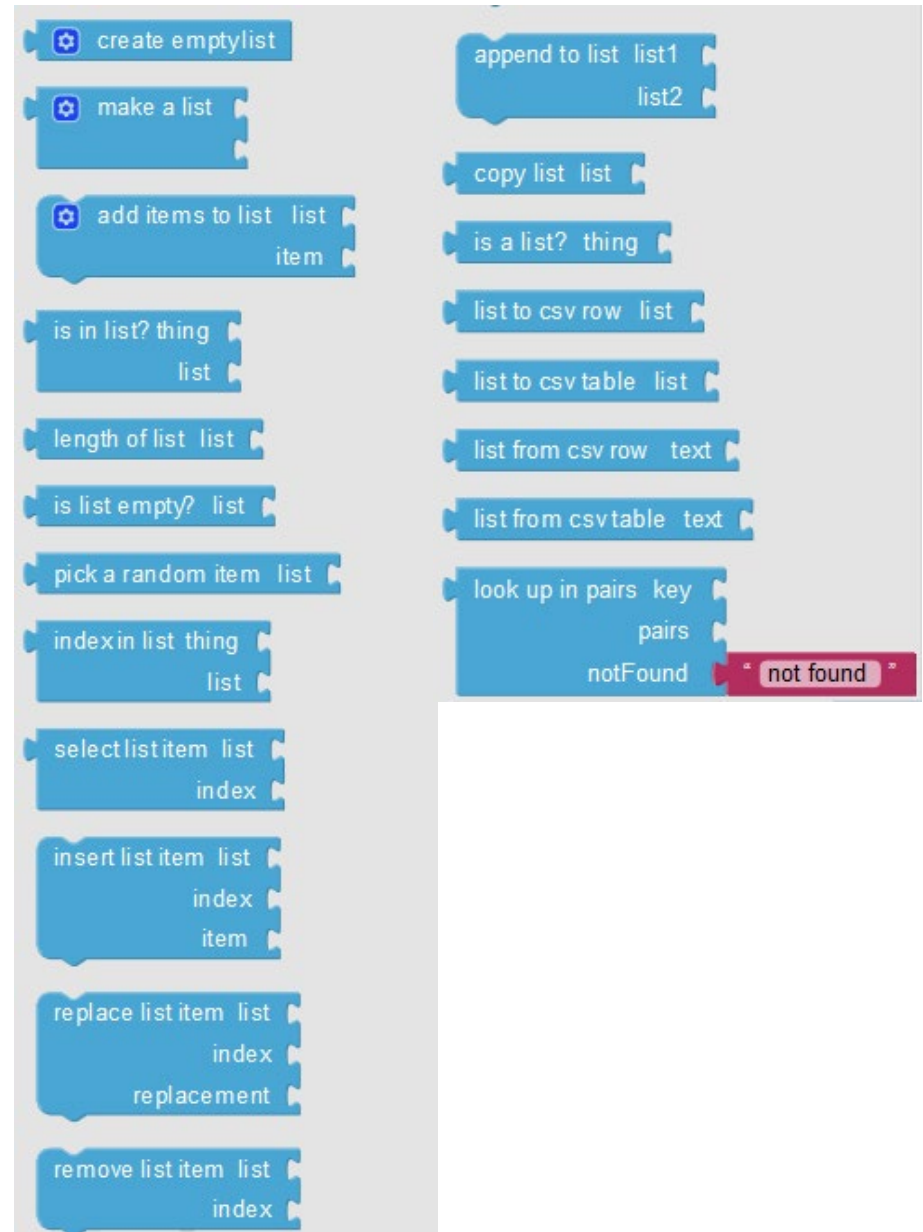 create empty list
make a list
add items to list list
item
is in list? thing
list
length of list list
is list empty? list
pick a random item list
index in list thing
list
select list item list
index
insert list item list
index
item
replace list item list
index
replacement
remove list item list
index
append to list list1
list2
copy list list
is a list? thing
list to csv row list
list to csv table list
list from csv row text
list from csv table text
look up in pairs key
pairs
notFound “ not found ”